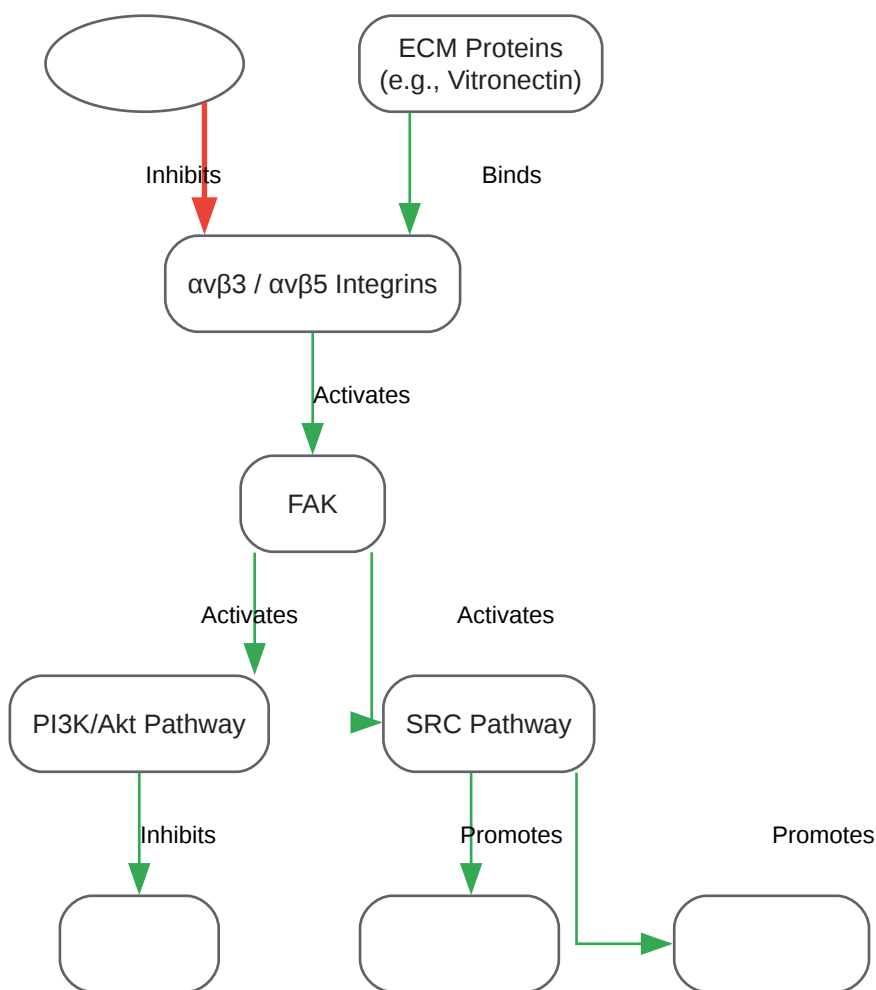 ECM Proteins
(e.g., Vitronectin)
Inhibits
Binds
αvβ3 / αvβ5 Integrins
Activates
FAK
Activates
Activates
PI3K/Akt Pathway
SRC Pathway
Inhibits
Promotes
Promotes